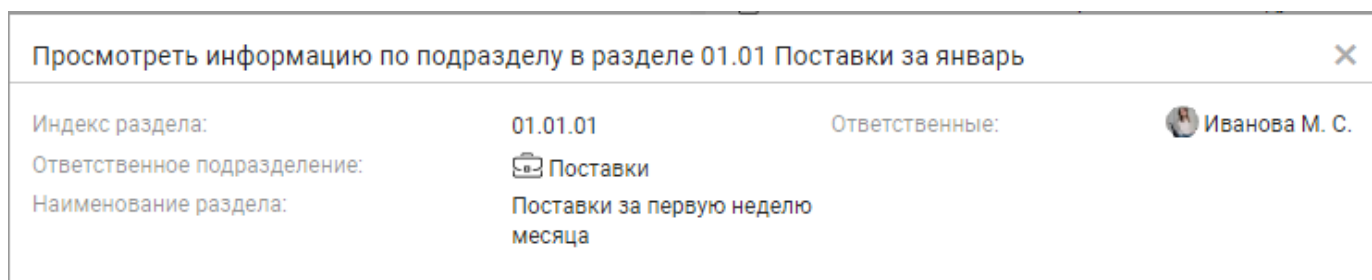 Просмотреть информацию по подразделу в разделе 01.01 Поставки за январь
Индекс раздела: 01.01.01 Ответственные: Иванова М. С.
Ответственное подразделение: Поставки
Наименование раздела: Поставки за первую неделю
месяца